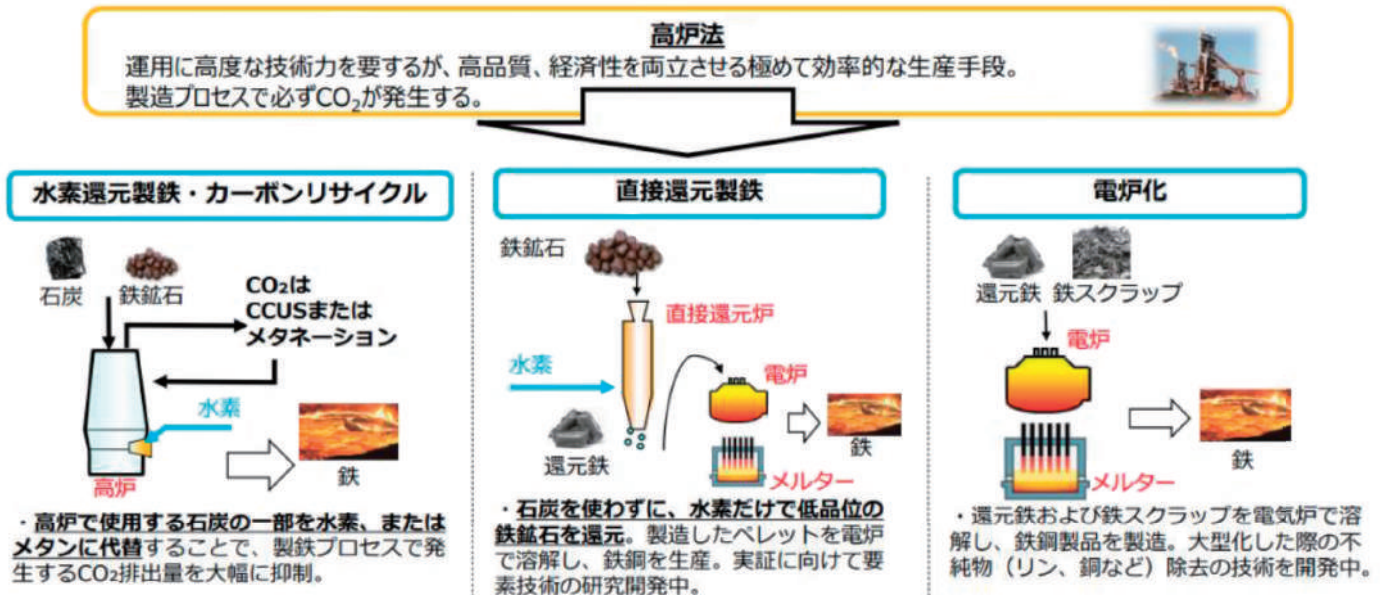 高炉法
運用に高度な技術力を要するが、高品質、経済性を両立させる極めて効率的な生産手段。
製造プロセスで必ずCO₂が発生する。
水素還元製鉄・カーボンリサイクル
石炭
鉄鉱石
CO₂は
CCUSまたは
メタネーション
水素
高炉
鉄
・高炉で使用する石炭の一部を水素、または
メタンに代替することで、製鉄プロセスで発
生するCO₂排出量を大幅に抑制。
直接還元製鉄
鉄鉱石
直接還元炉
水素
電炉
還元鉄
メルター
鉄
・石炭を使わずに、水素だけで低品位の
鉄鉱石を還元。製造したペレットを電炉
で溶解し、鉄鋼を生産。実証に向けて要
素技術の研究開発中。
電炉化
還元鉄 鉄スクラップ
電炉
鉄
メルター
・還元鉄および鉄スクラップを電気炉で溶
解し、鉄鋼製品を製造。大型化した際の不
純物（リン、銅など）除去の技術を開発中。